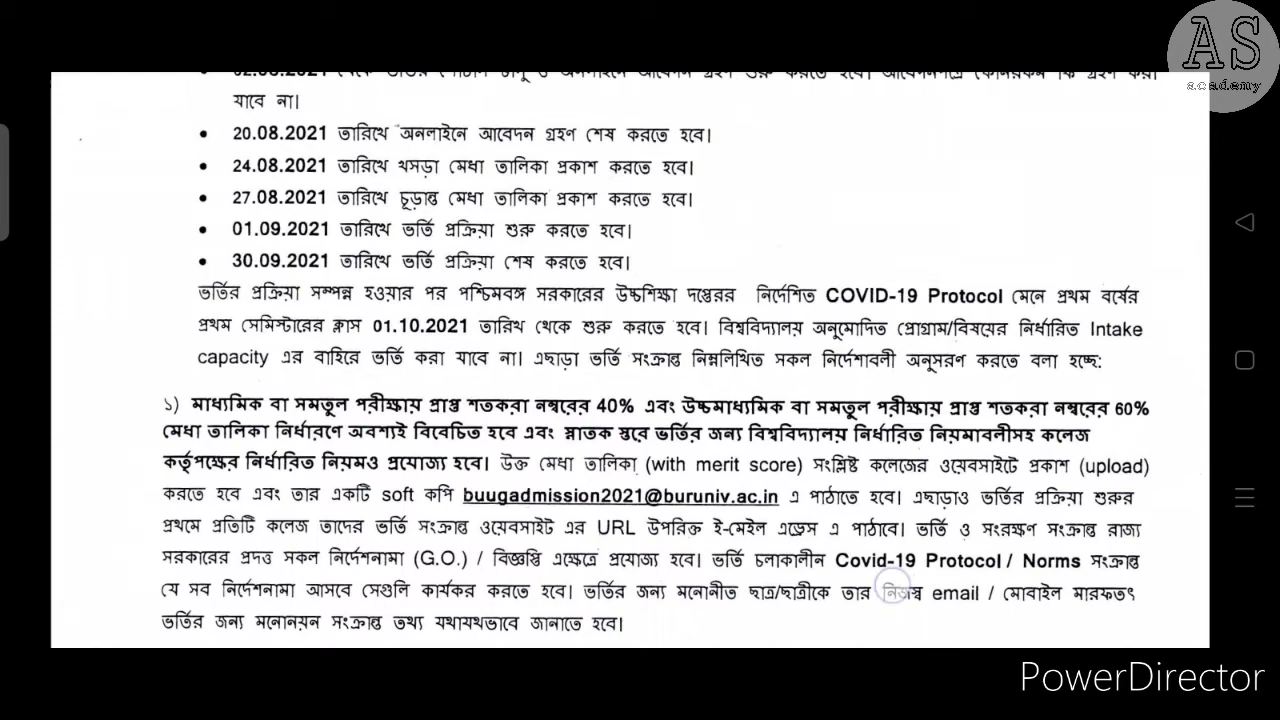 AS
academy
যাবে না।
• 20.08.2021 তারিখে অনলাইনে আবেদন গ্রহণ শেষ করতে হবে।
• 24.08.2021 তারিখে খসড়া মেধা তালিকা প্রকাশ করতে হবে।
• 27.08.2021 তারিখে চূড়ান্ত মেধা তালিকা প্রকাশ করতে হবে।
• 01.09.2021 তারিখে ভর্তি প্রক্রিয়া শুরু করতে হবে।
• 30.09.2021 তারিখে ভর্তি প্রক্রিয়া শেষ করতে হবে।
ভর্তির প্রক্রিয়া সম্পন্ন হওয়ার পর পশ্চিমবঙ্গ সরকারের উচ্চশিক্ষা দপ্তেরর নির্দেশিত COVID-19 Protocol মেনে প্রথম বর্ষের
প্রথম সেমিস্টারের ক্লাস 01.10.2021 তারিখ থেকে শুরু করতে হবে। বিশ্ববিদ্যালয় অনুমোদিত প্রোগ্রাম/বিষয়ের নির্ধারিত Intake
capacity এর বাহিরে ভর্তি করা যাবে না। এছাড়া ভর্তি সংক্রান্ত নিম্নলিখিত সকল নির্দেশাবলী অনুসরণ করতে বলা হচ্ছে:
১) মাধ্যমিক বা সমতুল পরীক্ষায় প্রাপ্ত শতকরা নম্বরের 40% এবং উচ্চমাধ্যমিক বা সমতুল পরীক্ষায় প্রাপ্ত শতকরা নম্বরের 60%
মেধা তালিকা নির্ধারণে অবশ্যই বিবেচিত হবে এবং স্নাতক স্তরে ভর্তির জন্য বিশ্ববিদ্যালয় নির্ধারিত নিয়মাবলীসহ কলেজ
কর্তৃপক্ষের নির্ধারিত নিয়মও প্রযোজ্য হবে। উক্ত মেধা তালিকা (with merit score) সংশ্লিষ্ট কলেজের ওয়েবসাইটে প্রকাশ (upload)
করতে হবে এবং তার একটি soft কপি buugadmission2021@buruniv.ac.in এ পাঠাতে হবে। এছাড়াও ভর্তির প্রক্রিয়া শুরুর
প্রথমে প্রতিটি কলেজ তাদের ভর্তি সংক্রান্ত ওয়েবসাইট এর URL উপরিক্ত ই-মেইল এড্রেস এ পাঠাবে। ভর্তি ও সংরক্ষণ সংক্রান্ত রাজ্য
সরকারের প্রদত্ত সকল নির্দেশনামা (G.O.) / বিজ্ঞপ্তি এক্ষেত্রে প্রযোজ্য হবে। ভর্তি চলাকালীন Covid-19 Protocol / Norms সংক্রান্ত
যে সব নির্দেশনামা আসবে সেগুলি কার্যকর করতে হবে। ভর্তির জন্য মনোনীত ছাত্র/ছাত্রীকে তার নিজস্ব email / মোবাইল মারফতৎ
ভর্তির জন্য মনোনয়ন সংক্রান্ত তথ্য যথাযথভাবে জানাতে হবে।
PowerDirector